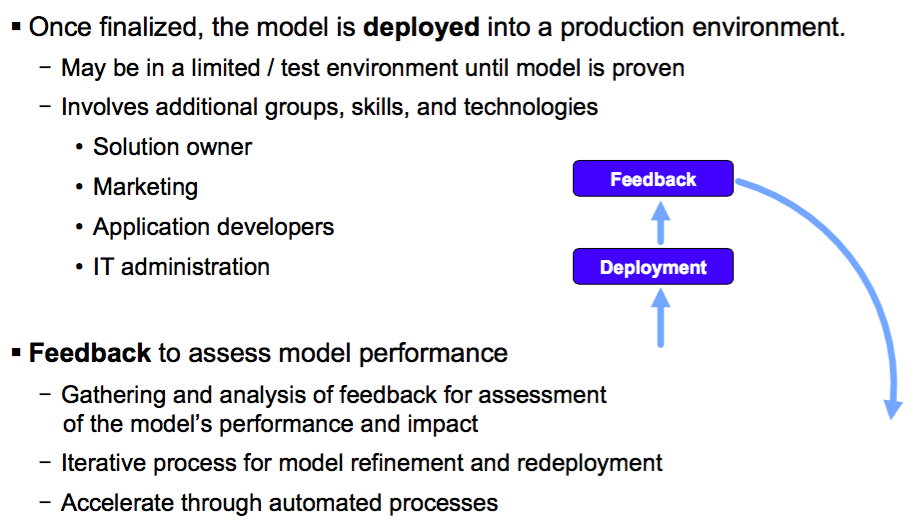 ▪ Once finalized, the model is deployed into a production environment.
− May be in a limited / test environment until model is proven
− Involves additional groups, skills, and technologies
• Solution owner
• Marketing
• Application developers
• IT administration
Feedback
Deployment
▪ Feedback to assess model performance
− Gathering and analysis of feedback for assessment
of the model’s performance and impact
− Iterative process for model refinement and redeployment
− Accelerate through automated processes